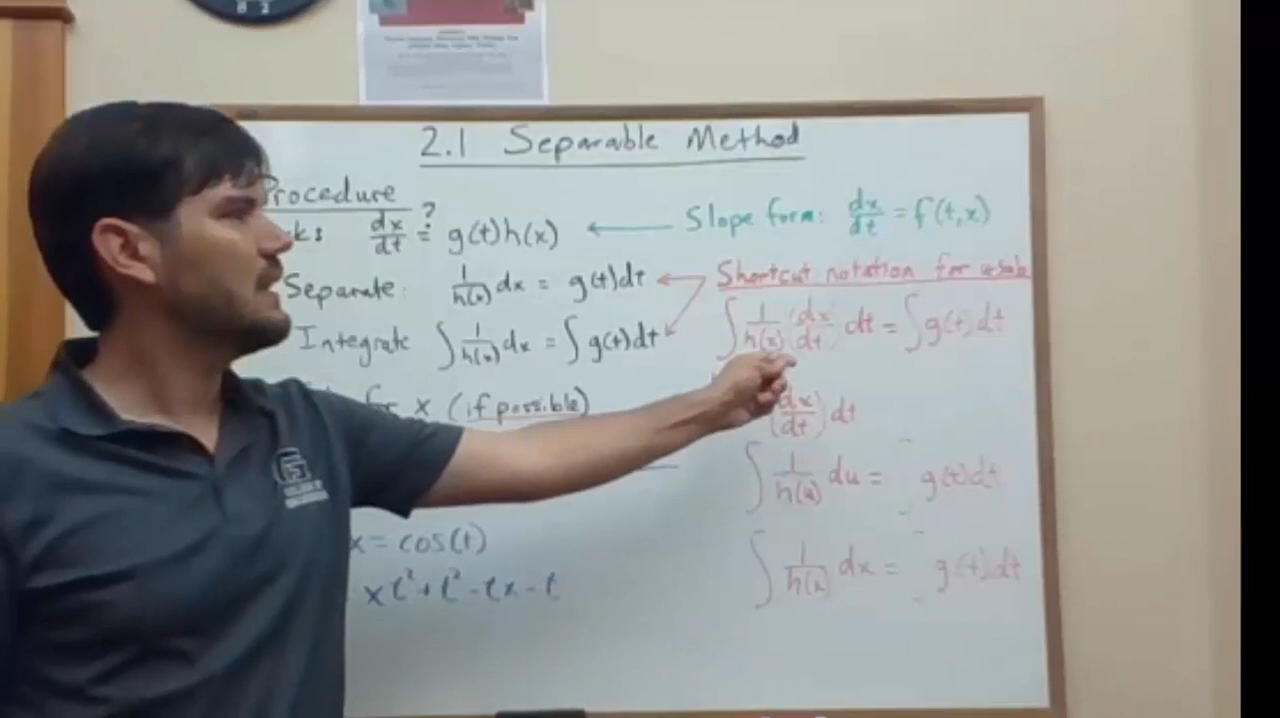 2.1 Separable Method
Procedure
dx/dt ?= g(t)h(x) ← Slope form: dx/dt = f(t,x)
Separate: 1/h(x) dx = g(t)dt
Integrate ∫ 1/h(x) dx = ∫ g(t)dt
x (if possible)
x = cos(t)
xt² + t² - tx - t
Shortcut notation for
∫ 1/h(x) (dx/dt) dt = ∫ g(t) dt
(dx/dt) dt
∫ 1/h(u) du = g(t)dt
∫ 1/h(x) dx = g(t)dt